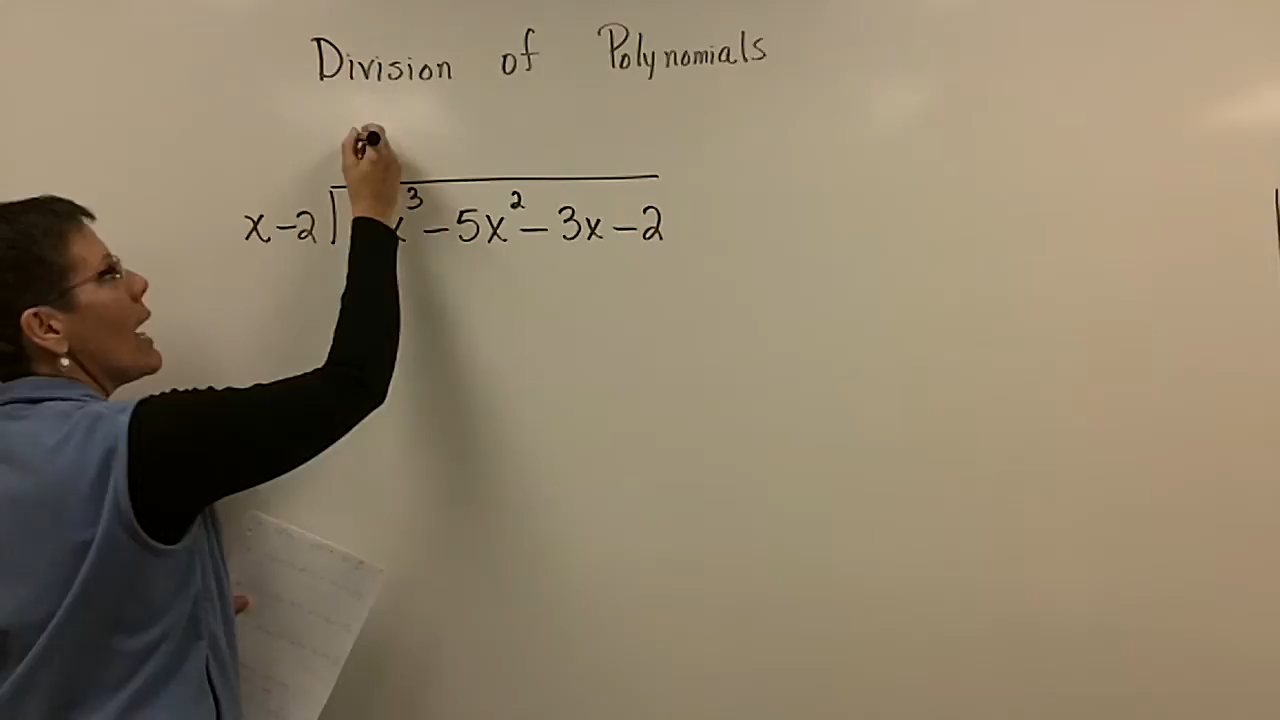 Division of Polynomials
x-2 x³ - 5x² - 3x - 2